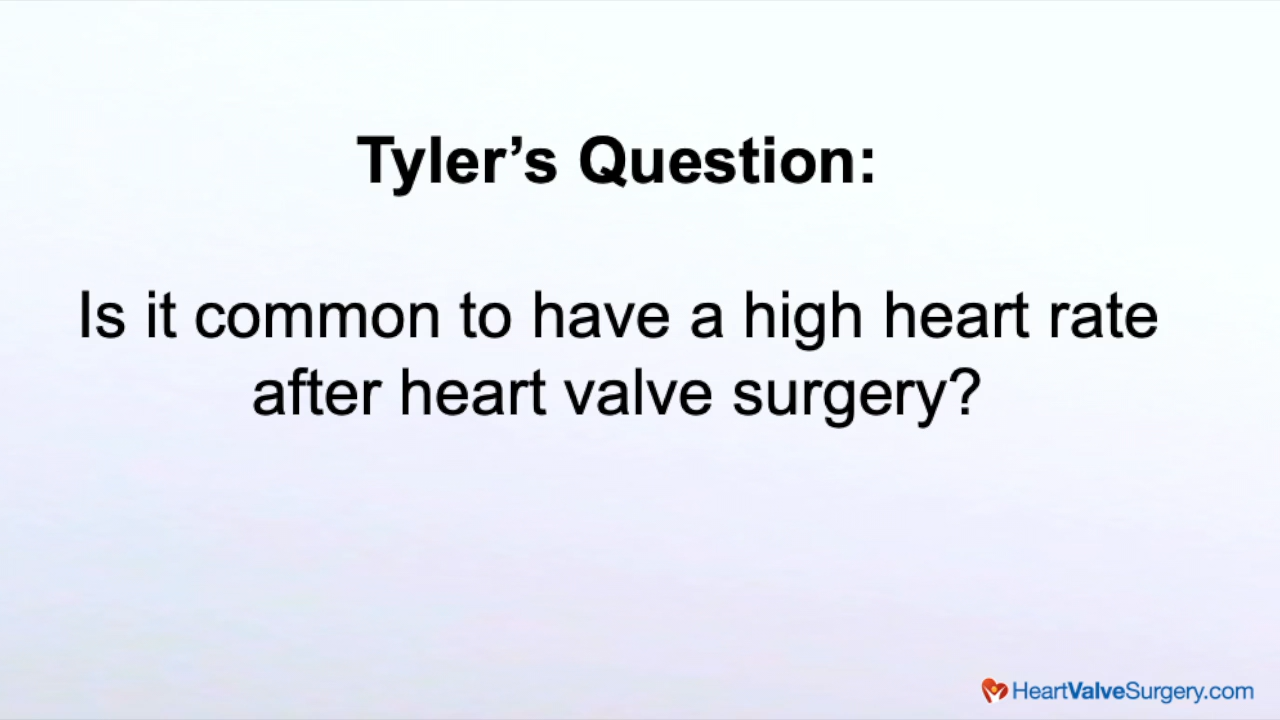 Tyler’s Question:
Is it common to have a high heart rate
after heart valve surgery?
HeartValveSurgery.com